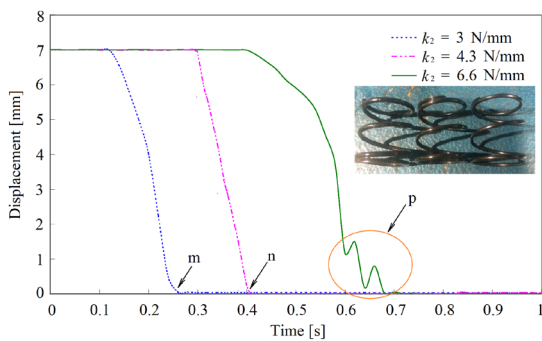 8
7
6
5
4
3
2
1
0
Displacement [mm]
k₂ = 3 N/mm
k₂ = 4.3 N/mm
k₂ = 6.6 N/mm
p
m
n
0 0.1 0.2 0.3 0.4 0.5 0.6 0.7 0.8 0.9 1
Time [s]